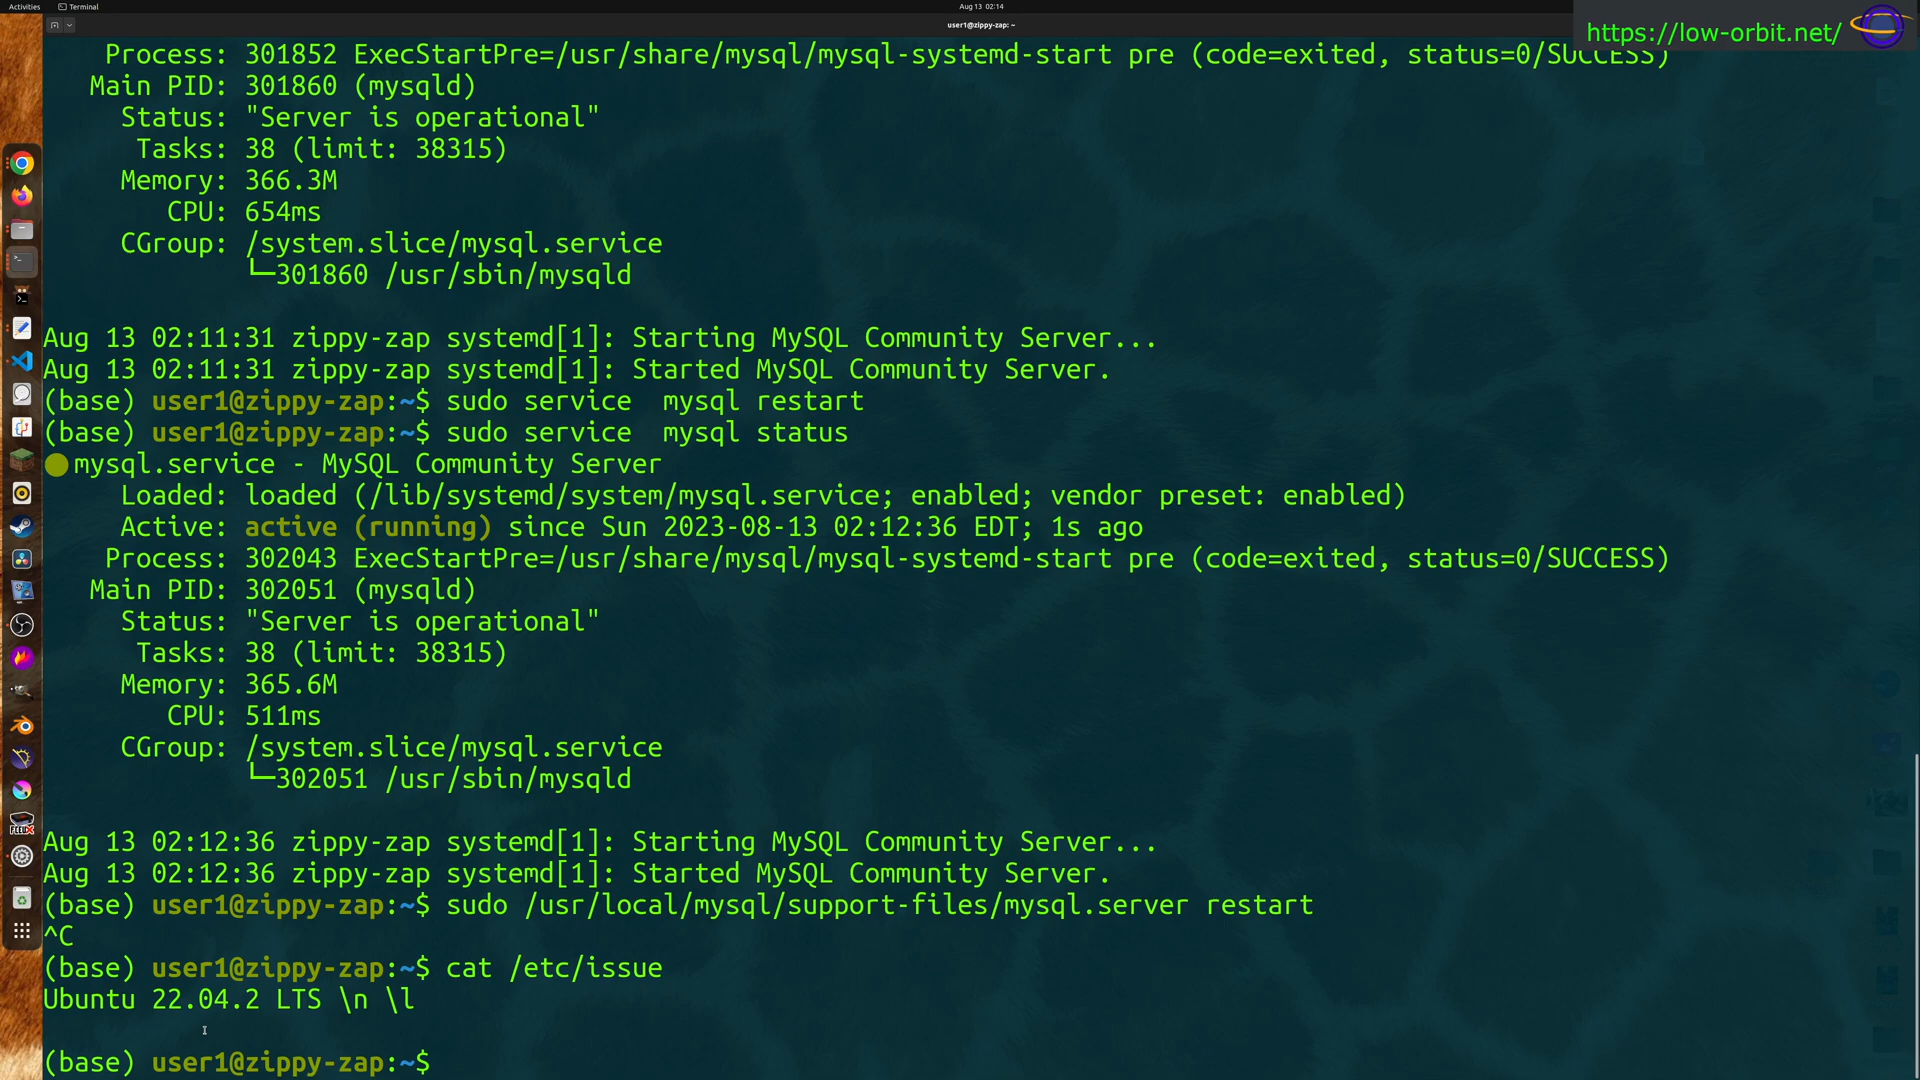 Activities
Terminal
Aug 13 02:14
user1@zippy-zap: ~
https://low-orbit.net/
Process: 301852 ExecStartPre=/usr/share/mysql/mysql-systemd-start pre (code=exited, status=0/SUCCESS)
Main PID: 301860 (mysqld)
Status: "Server is operational"
Tasks: 38 (limit: 38315)
Memory: 366.3M
CPU: 654ms
CGroup: /system.slice/mysql.service
└─301860 /usr/sbin/mysqld
Aug 13 02:11:31 zippy-zap systemd[1]: Starting MySQL Community Server...
Aug 13 02:11:31 zippy-zap systemd[1]: Started MySQL Community Server.
(base) user1@zippy-zap:~$ sudo service  mysql restart
(base) user1@zippy-zap:~$ sudo service  mysql status
● mysql.service - MySQL Community Server
Loaded: loaded (/lib/systemd/system/mysql.service; enabled; vendor preset: enabled)
Active: active (running) since Sun 2023-08-13 02:12:36 EDT; 1s ago
Process: 302043 ExecStartPre=/usr/share/mysql/mysql-systemd-start pre (code=exited, status=0/SUCCESS)
Main PID: 302051 (mysqld)
Status: "Server is operational"
Tasks: 38 (limit: 38315)
Memory: 365.6M
CPU: 511ms
CGroup: /system.slice/mysql.service
└─302051 /usr/sbin/mysqld
Aug 13 02:12:36 zippy-zap systemd[1]: Starting MySQL Community Server...
Aug 13 02:12:36 zippy-zap systemd[1]: Started MySQL Community Server.
(base) user1@zippy-zap:~$ sudo /usr/local/mysql/support-files/mysql.server restart
^C
(base) user1@zippy-zap:~$ cat /etc/issue
Ubuntu 22.04.2 LTS \n \l
(base) user1@zippy-zap:~$